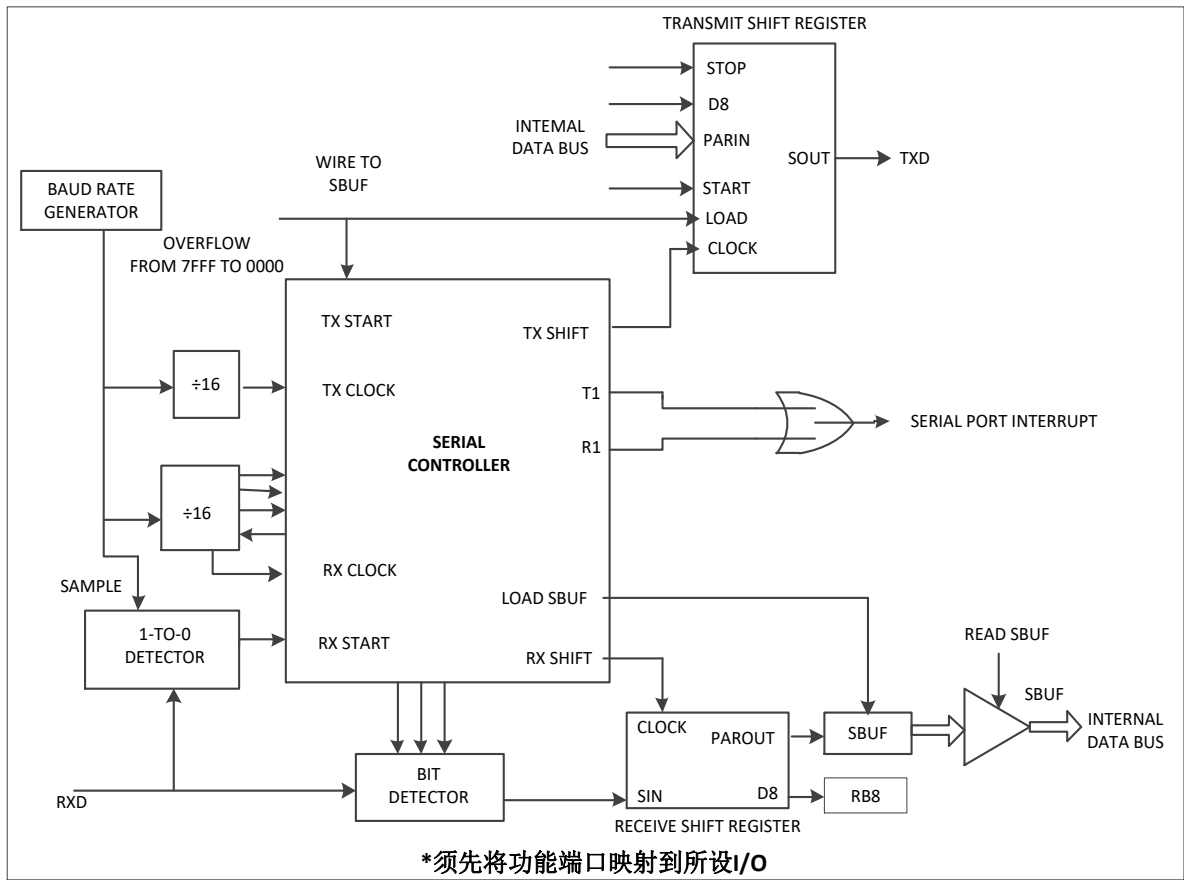 TRANSMIT SHIFT REGISTER
STOP
D8
INTEMAL
DATA BUS
PARIN
SOUT
TXD
WIRE TO
SBUF
START
BAUD RATE
GENERATOR
LOAD
OVERFLOW
FROM 7FFF TO 0000
CLOCK
TX START
TX SHIFT
÷16
TX CLOCK
T1
SERIAL PORT INTERRUPT
SERIAL
CONTROLLER
R1
÷16
RX CLOCK
SAMPLE
LOAD SBUF
1-TO-0
DETECTOR
RX START
RX SHIFT
READ SBUF
SBUF
CLOCK
PAROUT
SBUF
INTERNAL
DATA BUS
BIT
DETECTOR
RXD
SIN
D8
RB8
RECEIVE SHIFT REGISTER
*须先将功能端口映射到所设I/O